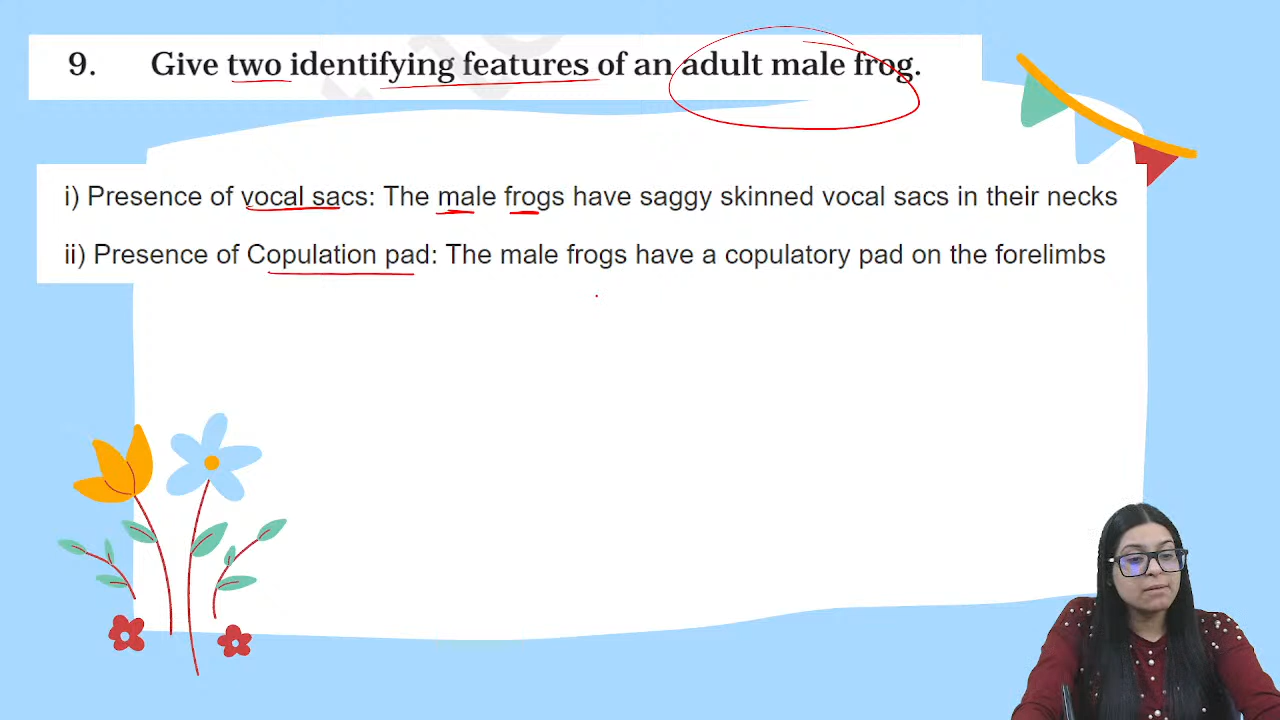 9. Give two identifying features of an adult male frog.
i) Presence of vocal sacs: The male frogs have saggy skinned vocal sacs in their necks
ii) Presence of Copulation pad: The male frogs have a copulatory pad on the forelimbs